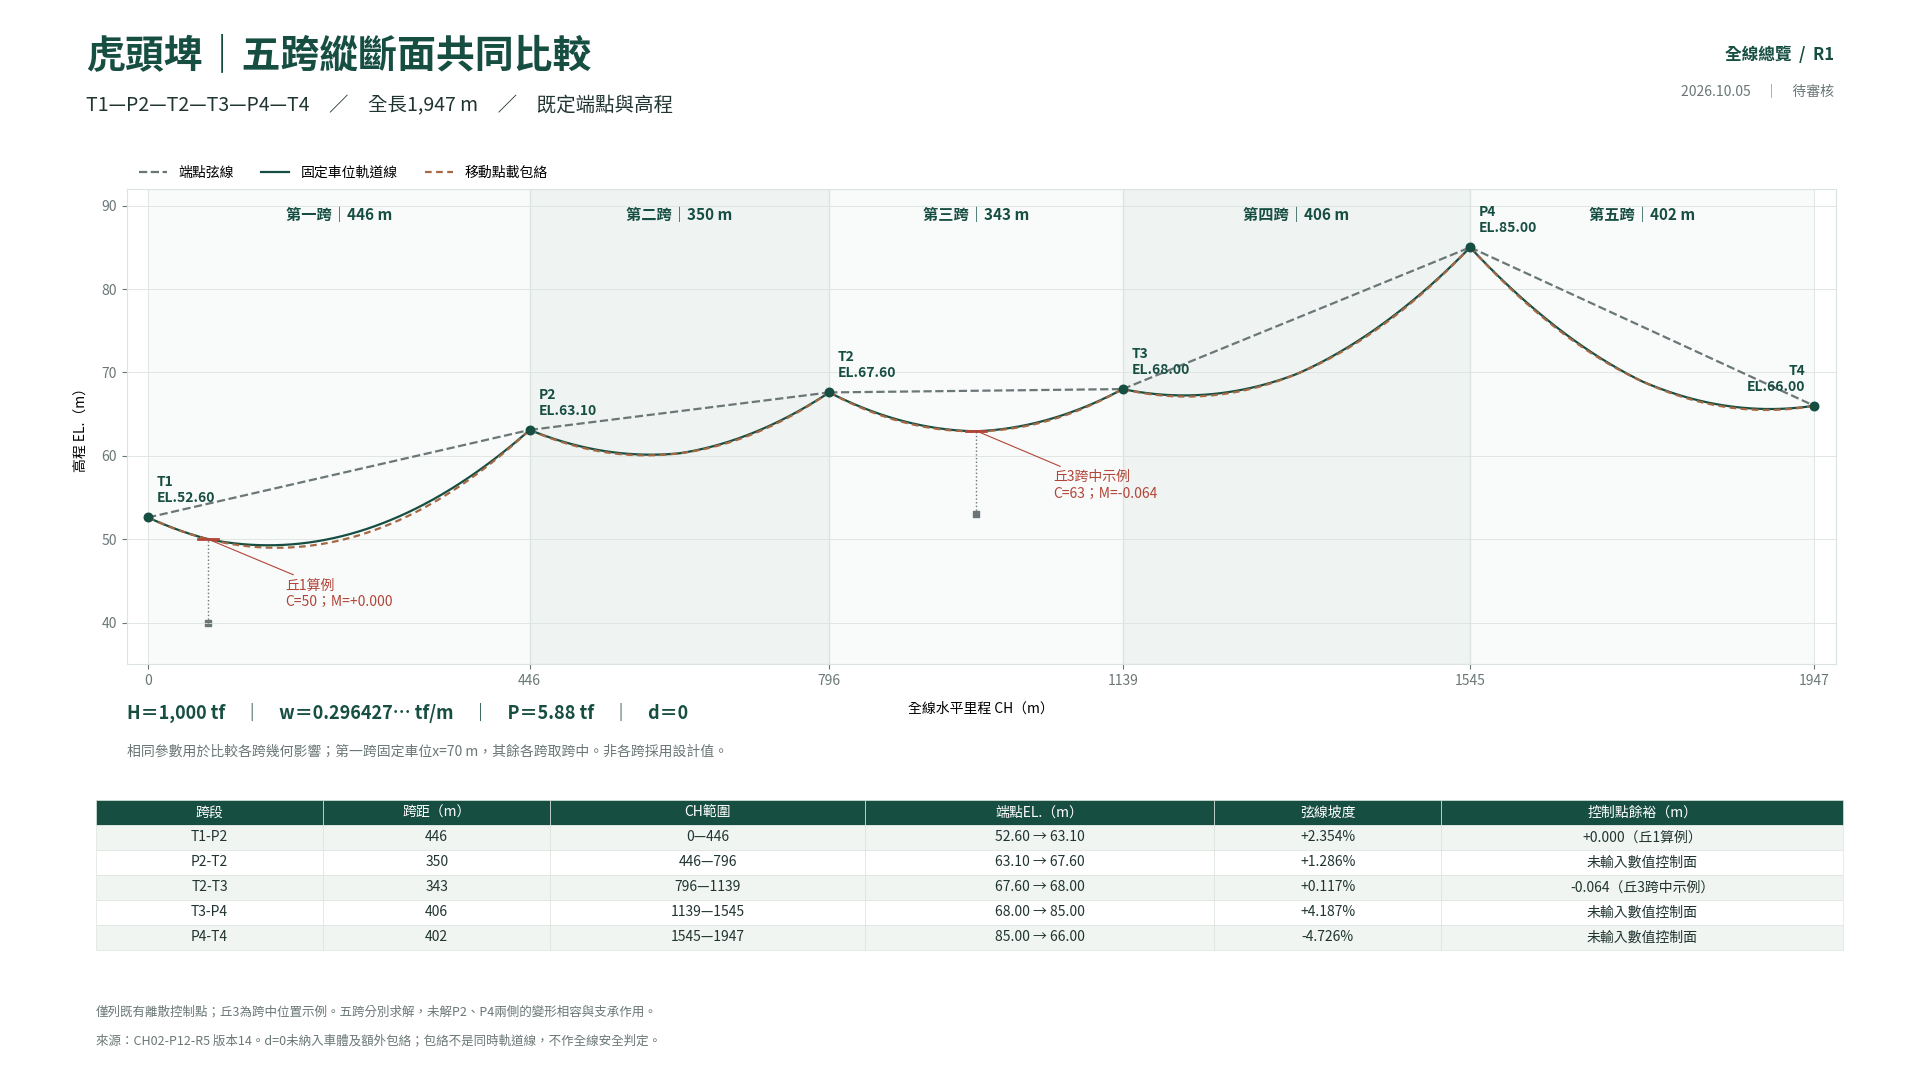 虎頭埤｜五跨縱斷面共同比較
全線總覽 / R1
T1—P2—T2—T3—P4—T4 ／ 全長1,947 m ／ 既定端點與高程
2026.10.05 ｜ 待審核
端點弦線 固定車位軌道線 移動點載包絡
90
80
70
60
50
40
高程 EL.（m）
第一跨｜446 m
第二跨｜350 m
第三跨｜343 m
第四跨｜406 m
第五跨｜402 m
P4
EL.85.00
T2
EL.67.60
T3
EL.68.00
T4
EL.66.00
P2
EL.63.10
T1
EL.52.60
丘3跨中示例
C=63；M=-0.064
丘1算例
C=50；M=+0.000
0 446 796 1139 1545 1947
全線水平里程 CH（m）
H＝1,000 tf ｜ w＝0.296427⋯ tf/m ｜ P＝5.88 tf ｜ d＝0
相同參數用於比較各跨幾何影響；第一跨固定車位x=70 m，其餘各跨取跨中。非各跨採用設計值。
跨段 跨距（m） CH範圍 端點EL.（m） 弦線坡度 控制點餘裕（m）
T1-P2 446 0—446 52.60 → 63.10 +2.354% +0.000（丘1算例）
P2-T2 350 446—796 63.10 → 67.60 +1.286% 未輸入數值控制面
T2-T3 343 796—1139 67.60 → 68.00 +0.117% -0.064（丘3跨中示例）
T3-P4 406 1139—1545 68.00 → 85.00 +4.187% 未輸入數值控制面
P4-T4 402 1545—1947 85.00 → 66.00 -4.726% 未輸入數值控制面
僅列既有離散控制點；丘3為跨中位置示例。五跨分別求解，未解P2、P4兩側的變形相容與支承作用。
來源：CH02-P12-R5 版本14。d=0未納入車體及額外包絡；包絡不是同時軌道線，不作全線安全判定。